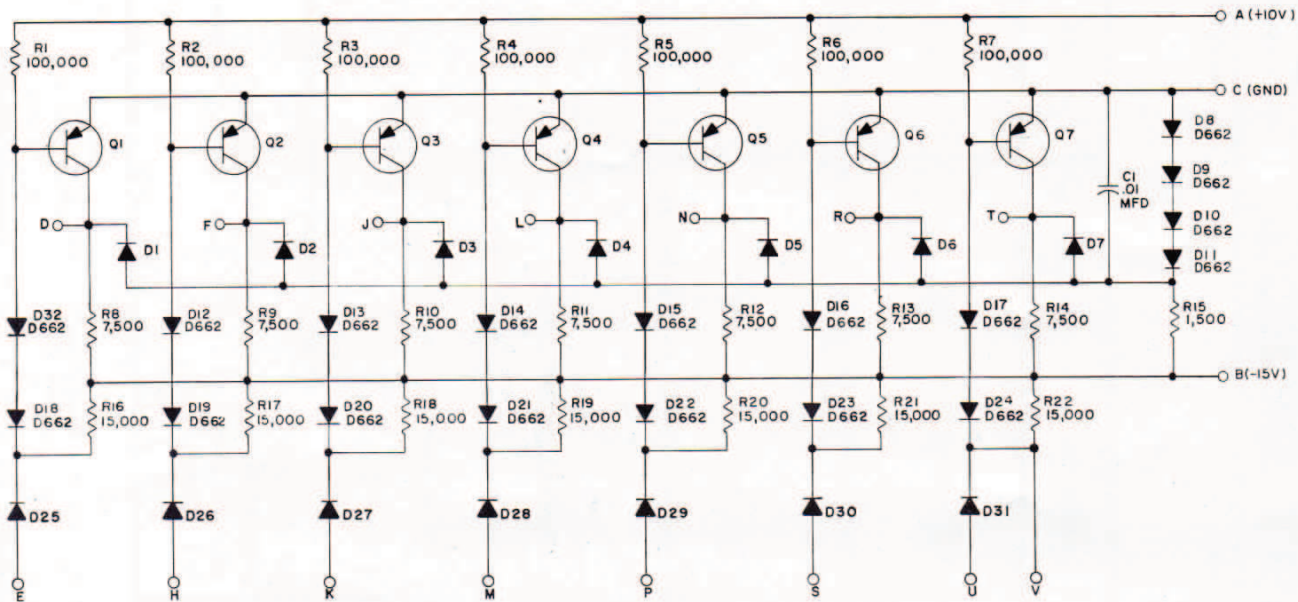 A (+10V)
R1
100,000
R2
100,000
R3
100,000
R4
100,000
R5
100,000
R6
100,000
R7
100,000
C (GND)
Q1
Q2
Q3
Q4
Q5
Q6
Q7
C1
.01
MFD
D8
D662
D9
D662
D10
D662
D11
D662
D
F
J
L
N
R
T
D1
D2
D3
D4
D5
D6
D7
D32
D662
R8
7,500
D12
D662
R9
7,500
D13
D662
R10
7,500
D14
D662
R11
7,500
D15
D662
R12
7,500
D16
D662
R13
7,500
D17
D662
R14
7,500
R15
1,500
B(-15V)
D18
D662
R16
15,000
D19
D662
R17
15,000
D20
D662
R18
15,000
D21
D662
R19
15,000
D22
D662
R20
15,000
D23
D662
R21
15,000
D24
D662
R22
15,000
D25
D26
D27
D28
D29
D30
D31
E
H
K
M
P
S
U
V